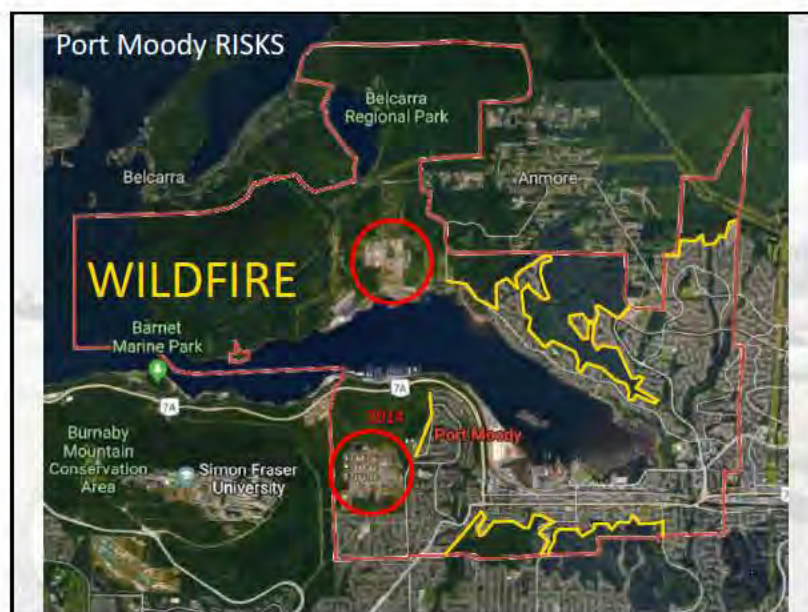 Port Moody RISKS
Belcarra
Regional Park
Belcarra
Anmore
WILDFIRE
Barnet
Marine Park
7A
7A
2014
Port Moody
Burnaby
Mountain
Conservation
Area
Simon Fraser
University
7